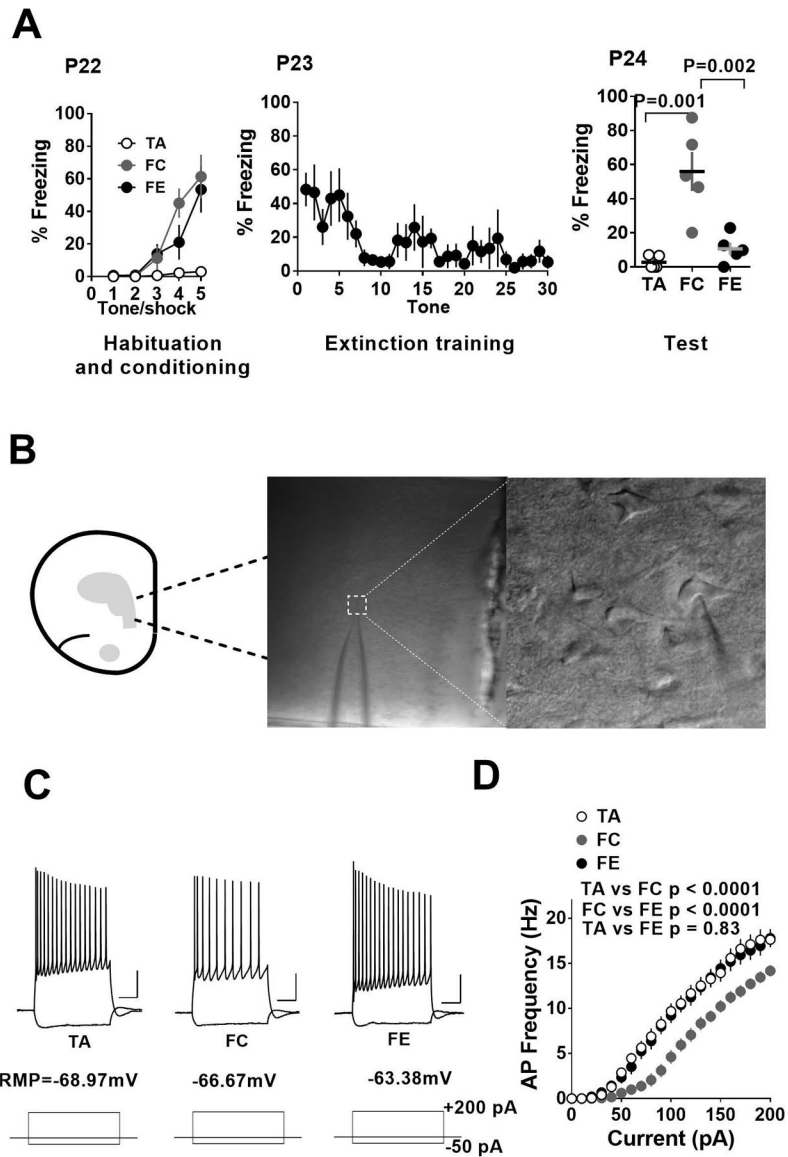 A
P22
P23
P24
P=0.002
P=0.001
% Freezing
100
80
60
40
20
0
TA
FC
FE
0 1 2 3 4 5
Tone/shock
Habituation
and conditioning
% Freezing
100
80
60
40
20
0
0 5 10 15 20 25 30
Tone
Extinction training
% Freezing
100
80
60
40
20
0
TA FC FE
Test
B
C
TA FC FE
RMP=-68.97mV -66.67mV -63.38mV
+200 pA
-50 pA
D
TA
FC
FE
TA vs FC p < 0.0001
FC vs FE p < 0.0001
TA vs FE p = 0.83
AP Frequency (Hz)
20
15
10
5
0
0 50 100 150 200
Current (pA)